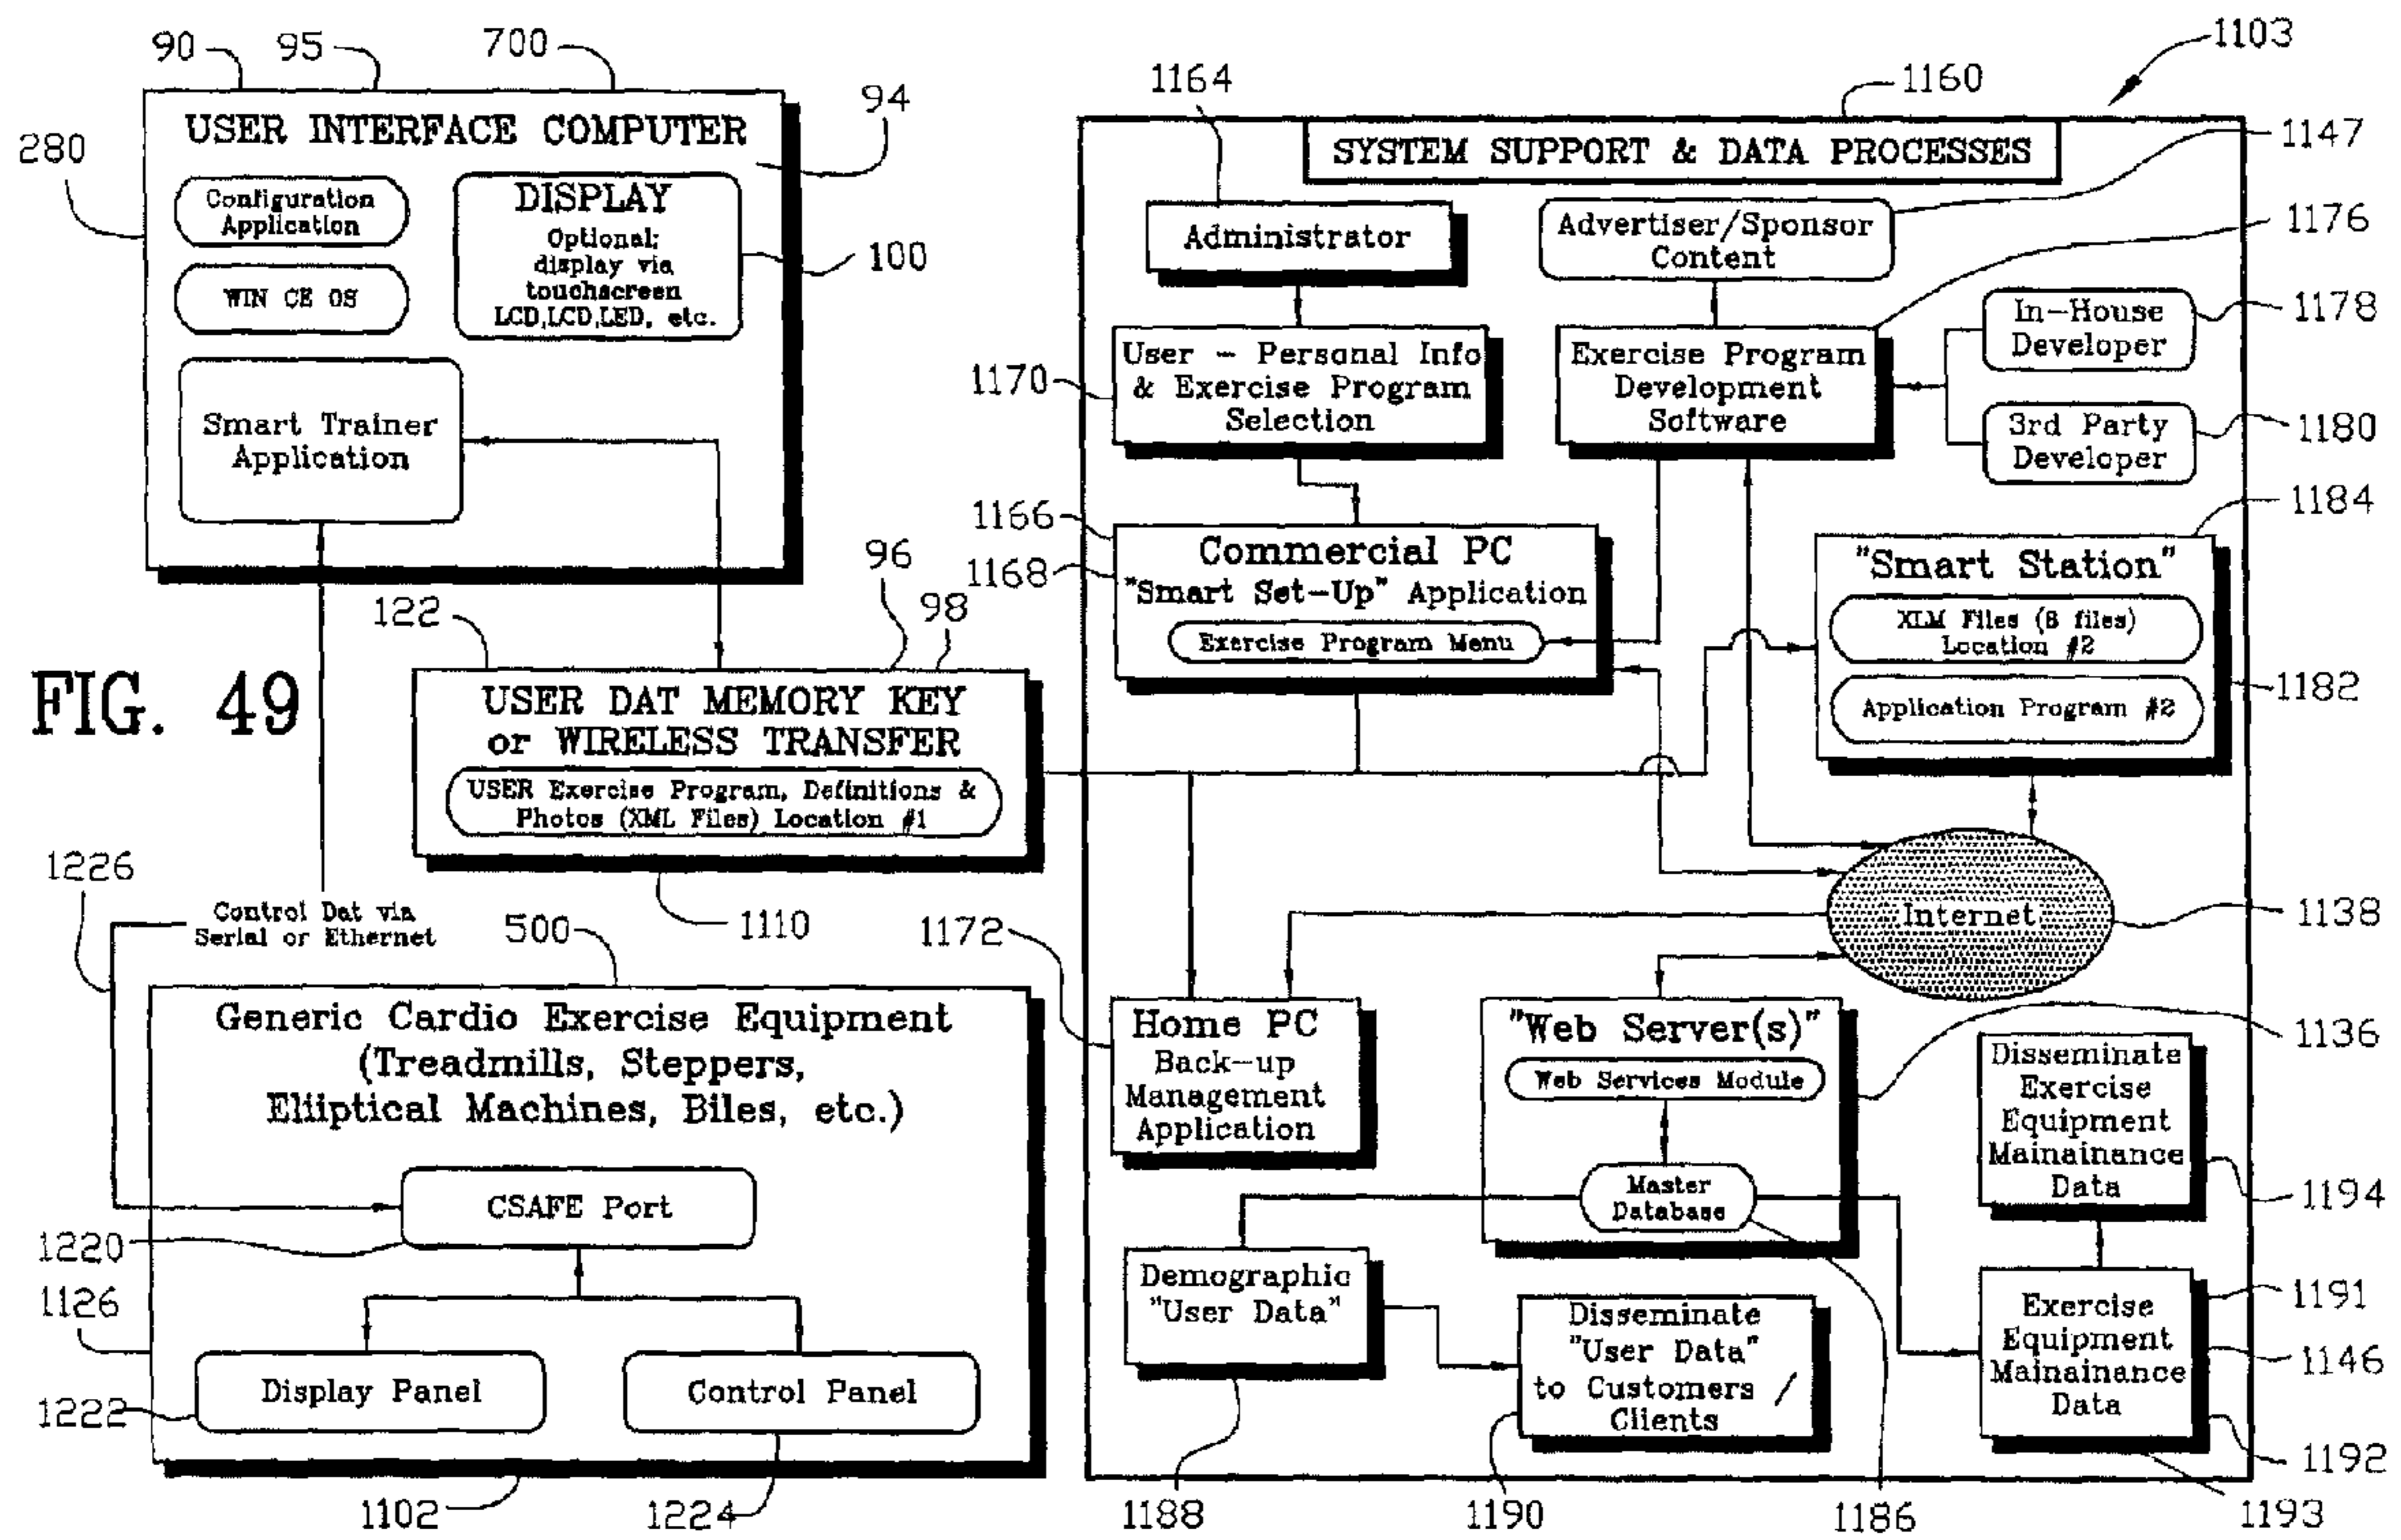 90
95
700
94
280
USER INTERFACE COMPUTER
Configuration
Application
WIN CE OS
DISPLAY
Optional;
display via
touchscreen
LCD,LCD,LED, etc.
100
Smart Trainer
Application
122
96
98
USER DAT MEMORY KEY
or WIRELESS TRANSFER
USER Exercise Program, Definitions &
Photos (XML Files) Location #1
1110
FIG. 49
1226
Control Dat via
Serial or Ethernet
500
Generic Cardio Exercise Equipment
(Treadmills, Steppers,
Eliiptical Machines, Biles, etc.)
CSAFE Port
1220
1126
Display Panel
Control Panel
1222
1102
1224
1103
1160
SYSTEM SUPPORT & DATA PROCESSES
1164
1147
Administrator
Advertiser/Sponsor
Content
1176
1170
User - Personal Info
& Exercise Program
Selection
Exercise Program
Development
Software
In-House
Developer
1178
3rd Party
Developer
1180
1166
1168
Commercial PC
"Smart Set-Up" Application
Exercise Program Menu
1184
"Smart Station"
XLM Files (8 files)
Location #2
Application Program #2
1182
Internet
1138
1172
Home PC
Back-up
Management
Application
"Web Server(s)"
Web Services Module
Master
Database
1136
Disseminate
Exercise
Equipment
Mainainance
Data
1194
Demographic
"User Data"
Disseminate
"User Data"
to Customers /
Clients
Exercise
Equipment
Mainainance
Data
1191
1146
1192
1188
1190
1186
1193